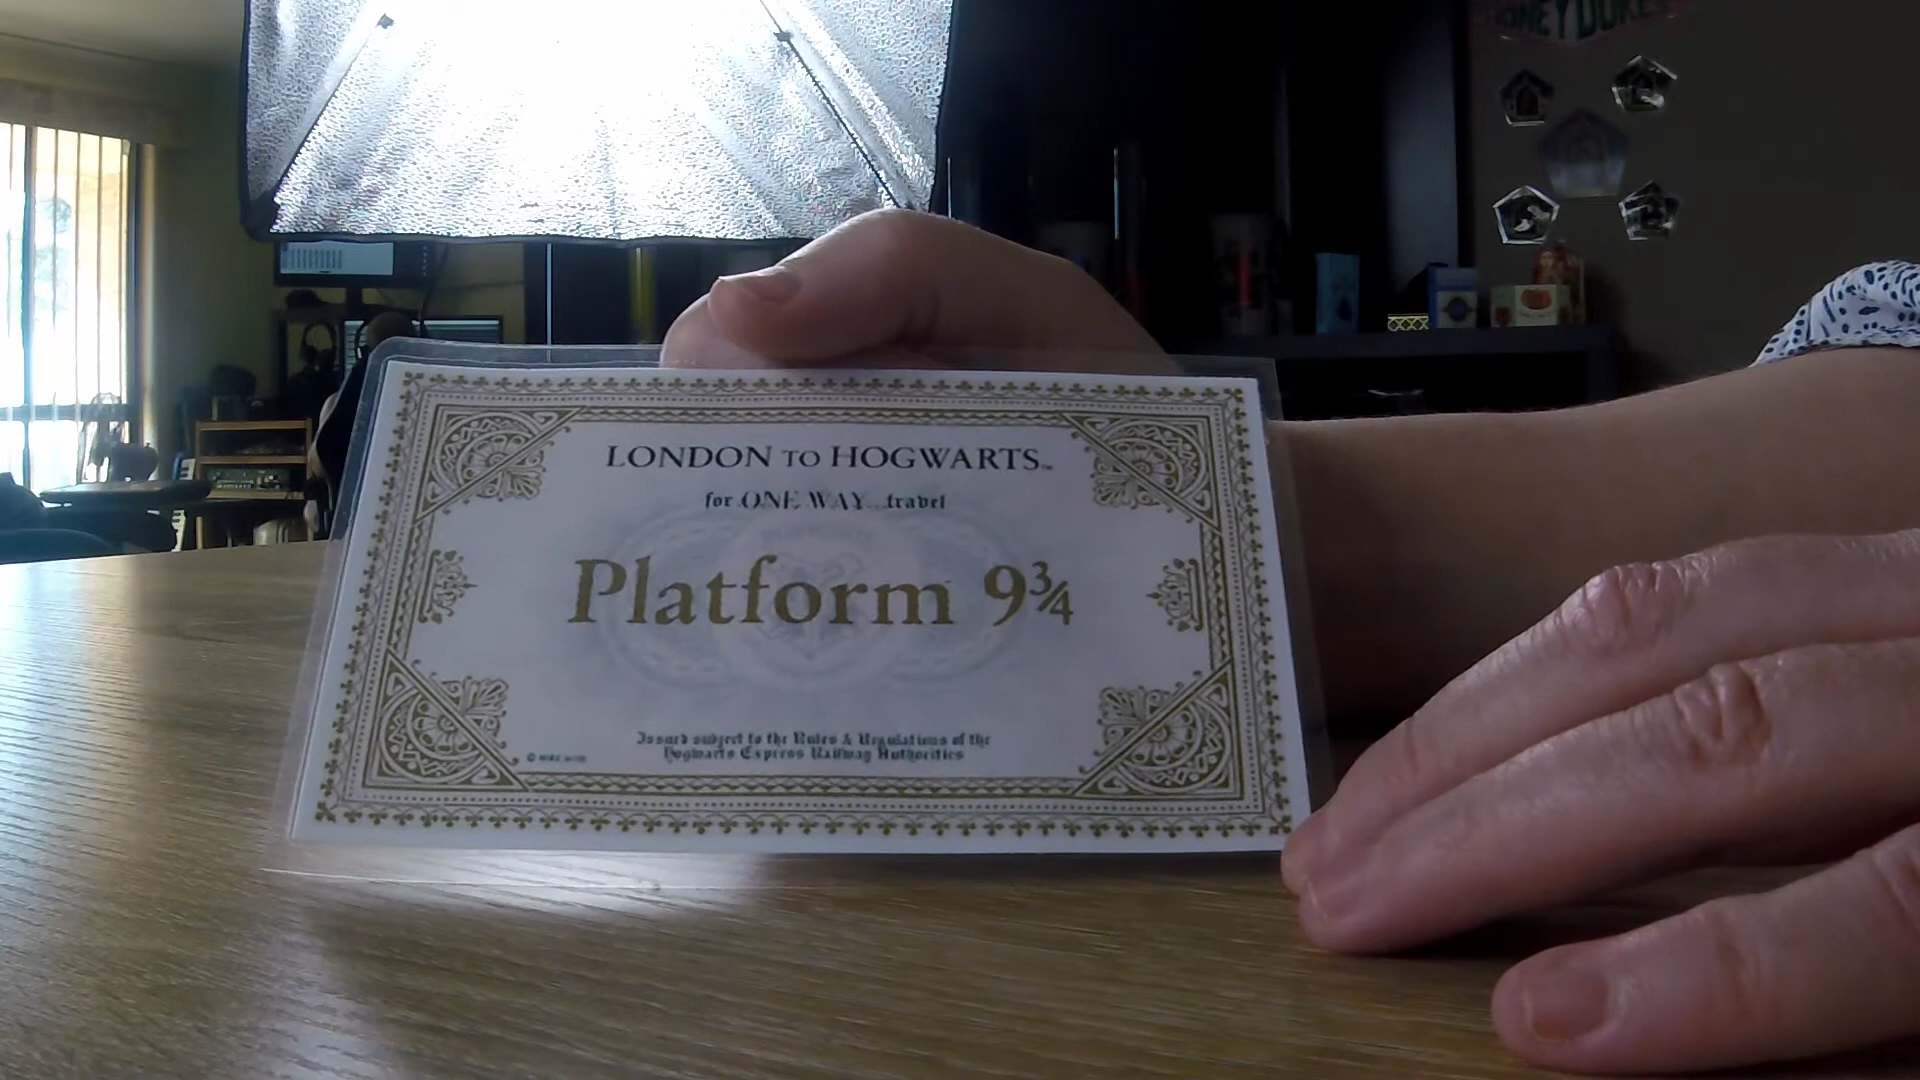 LONDON TO HOGWARTS™
for ONE WAY travel
Platform 9¾
Issued subject to the Rules & Regulations of the
Hogwarts Express Railway Authorities